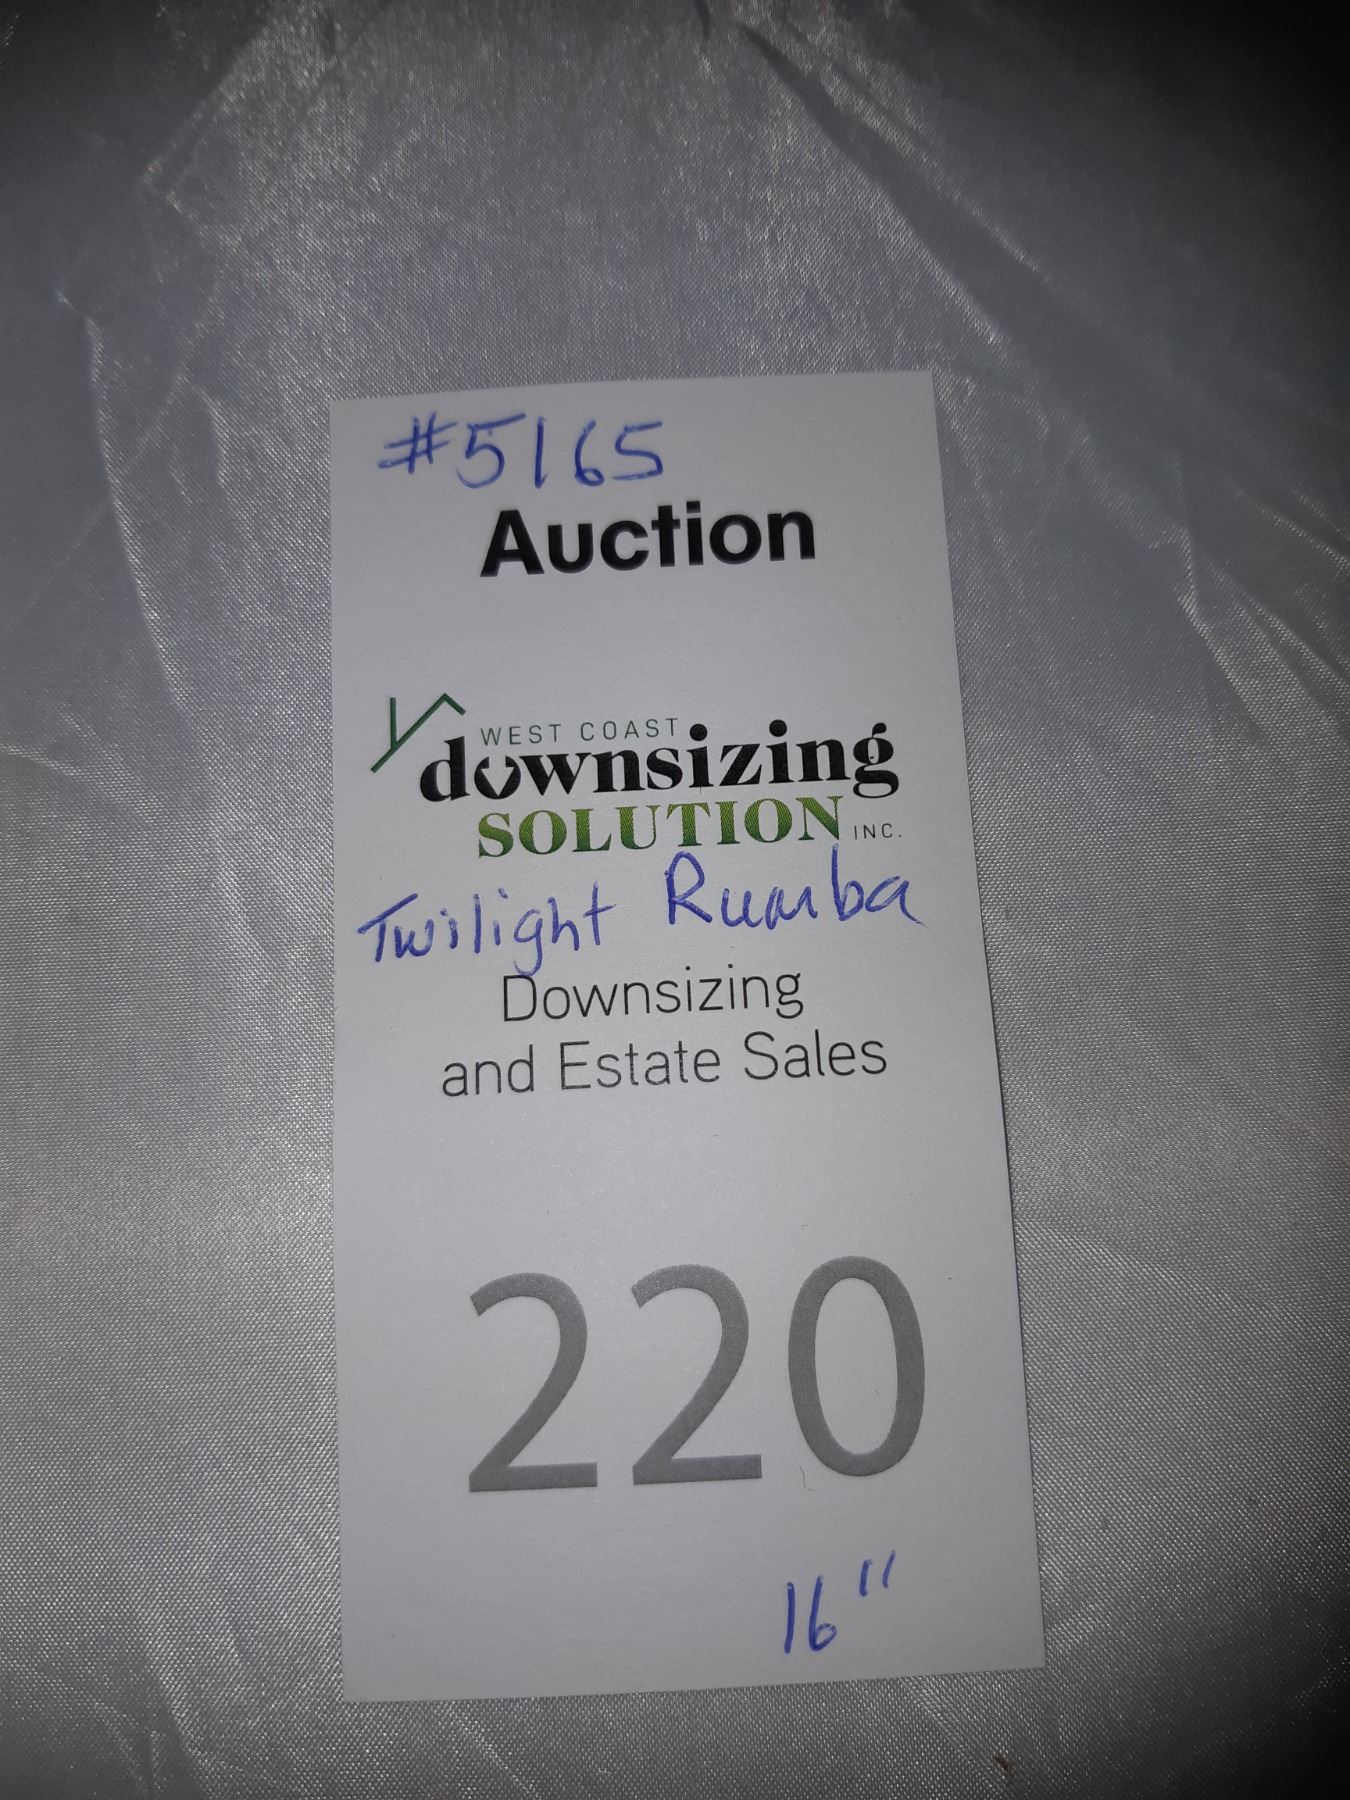 #5165
Auction
WEST COAST
downsizing
SOLUTION INC.
Twilight Rumba
Downsizing
and Estate Sales
220
16"